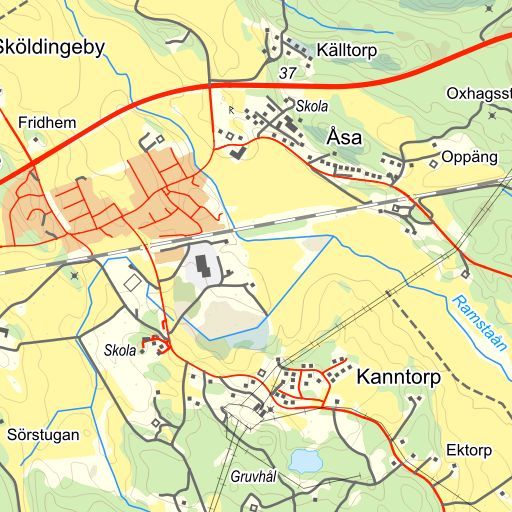 Sköldingeby
Källtorp
37
Oxhagsst
Skola
Fridhem
Åsa
Oppäng
Ramstaån
Skola
Kanntorp
Sörstugan
Ektorp
Gruvhål